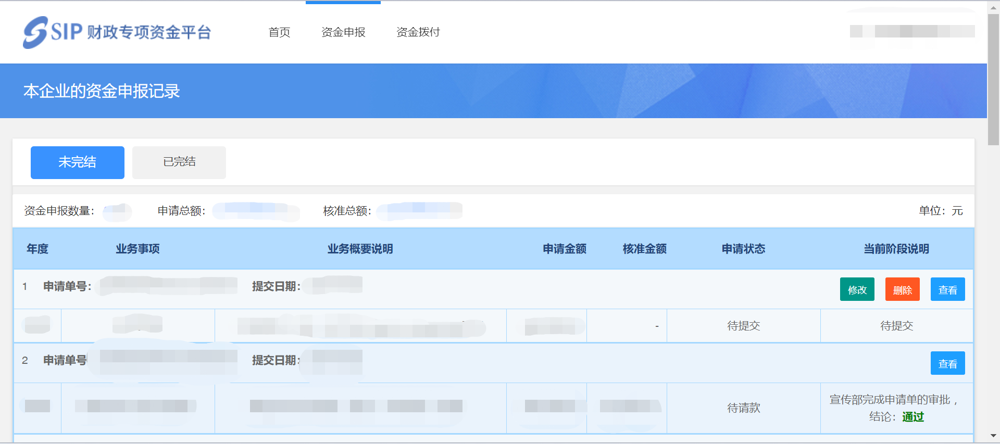 SIP 财政专项资金平台
首页 资金申报 资金拨付
本企业的资金申报记录
未完结 已完结
资金申报数量： 申请总额： 核准总额： 单位：元
年度 业务事项 业务概要说明 申请金额 核准金额 申请状态 当前阶段说明
1 申请单号： 提交日期： 修改 删除 查看
- 待提交 待提交
2 申请单号 提交日期： 查看
待请款 宣传部完成申请单的审批，
结论：通过